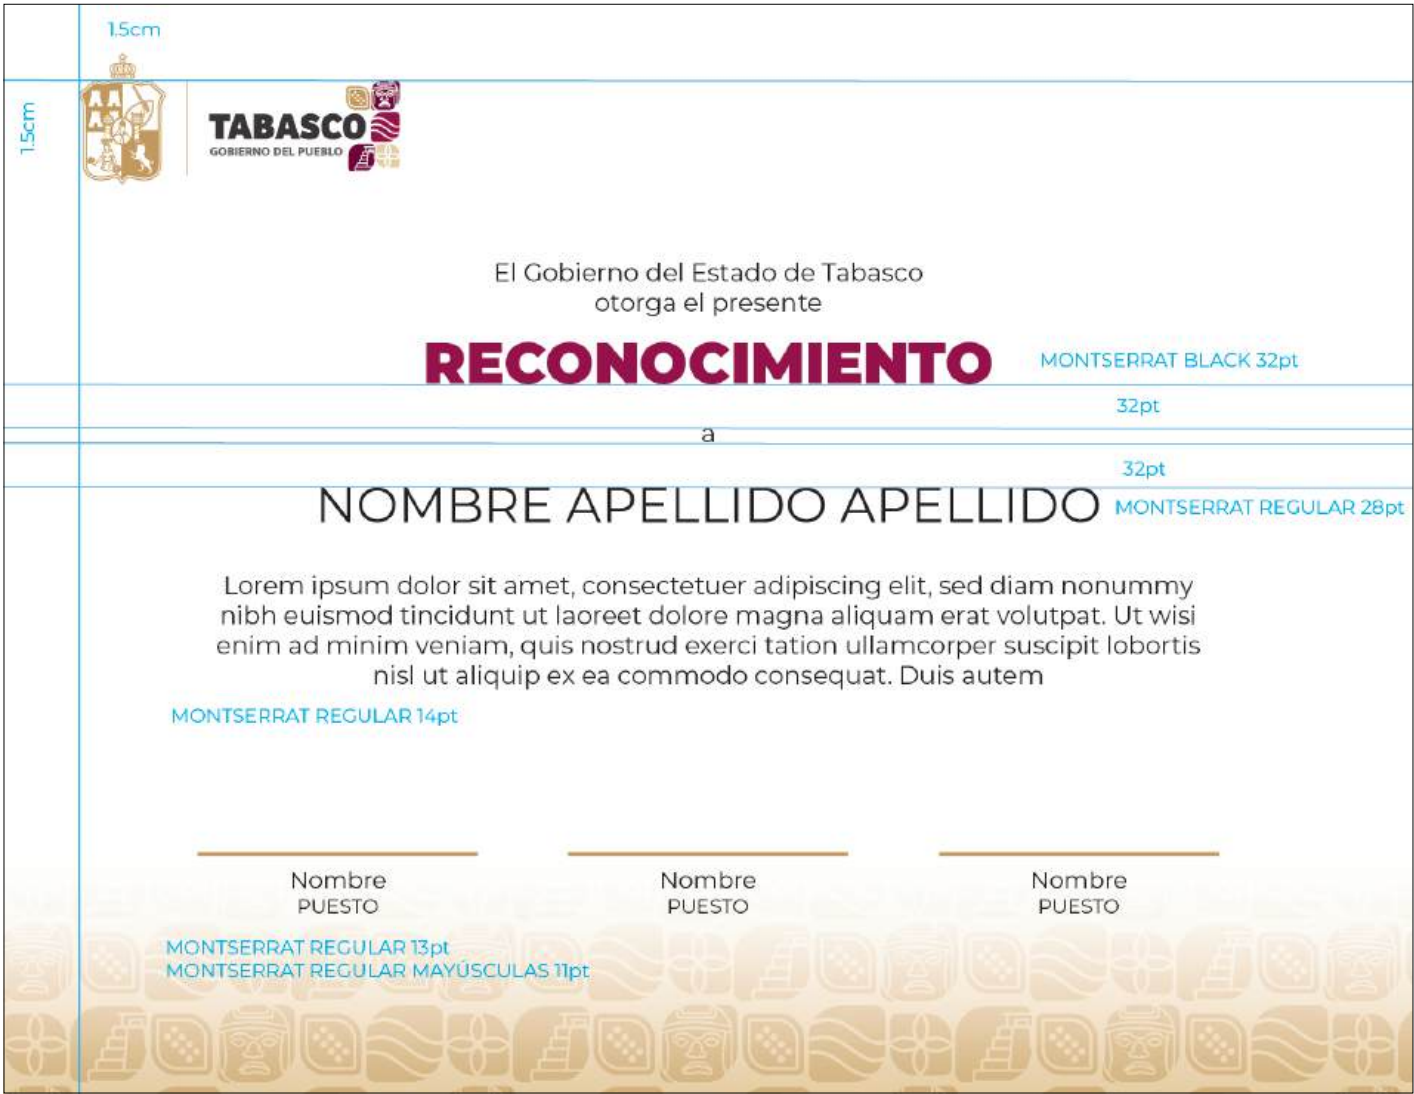 1.5cm
1.5cm
TABASCO
GOBIERNO DEL PUEBLO
El Gobierno del Estado de Tabasco
otorga el presente
RECONOCIMIENTO
MONTSERRAT BLACK 32pt
32pt
a
32pt
NOMBRE APELLIDO APELLIDO
MONTSERRAT REGULAR 28pt
Lorem ipsum dolor sit amet, consectetuer adipiscing elit, sed diam nonummy
nibh euismod tincidunt ut laoreet dolore magna aliquam erat volutpat. Ut wisi
enim ad minim veniam, quis nostrud exerci tation ullamcorper suscipit lobortis
nisl ut aliquip ex ea commodo consequat. Duis autem
MONTSERRAT REGULAR 14pt
Nombre
PUESTO
Nombre
PUESTO
Nombre
PUESTO
MONTSERRAT REGULAR 13pt
MONTSERRAT REGULAR MAYÚSCULAS 11pt